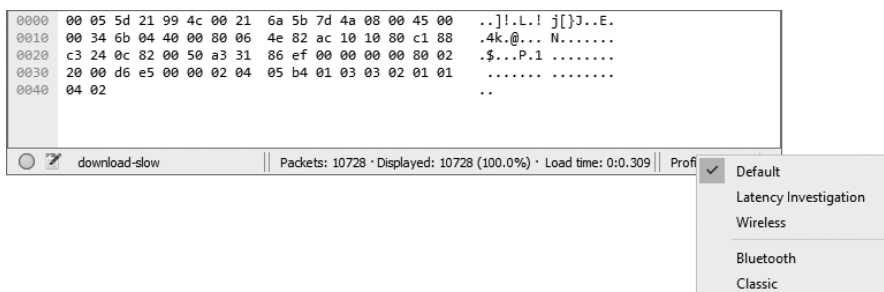 0000 00 05 5d 21 99 4c 00 21 6a 5b 7d 4a 08 00 45 00 ..]!.L.! j[}J..E.
0010 00 34 6b 04 40 00 80 06 4e 82 ac 10 10 80 c1 88 .4k.@... N.......
0020 c3 24 0c 82 00 50 a3 31 86 ef 00 00 00 00 80 02 .$...P.1 ........
0030 20 00 d6 e5 00 00 02 04 05 b4 01 03 03 02 01 01 ....... ........
0040 04 02 ..
download-slow Packets: 10728 · Displayed: 10728 (100.0%) · Load time: 0:0.309 Prof
Default
Latency Investigation
Wireless
Bluetooth
Classic